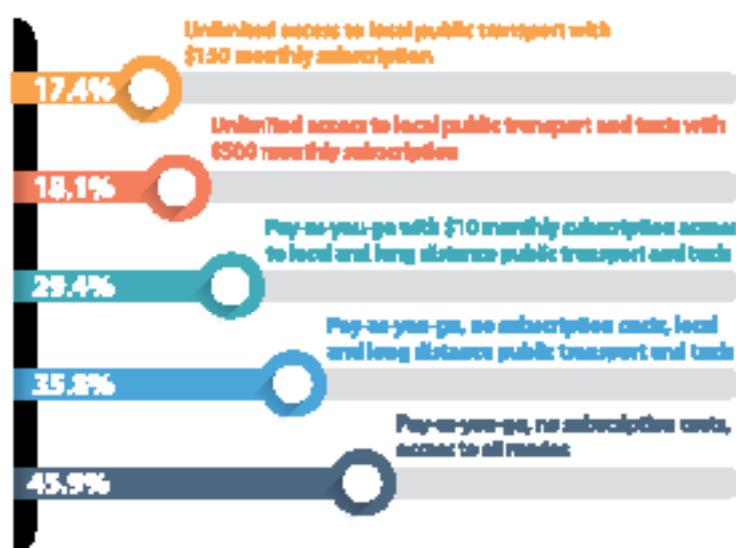 Unlimited access to local public transport with
$150 monthly subscription
17.4%
Unlimited access to local public transport and taxis with
$500 monthly subscription
18.1%
Pay-as-you-go with $10 monthly subscription access
to local and long distance public transport and taxis
Pay-as-you-go, no subscription costs, local
and long distance public transport and taxis
35.8%
Pay-as-you-go, no subscription costs,
access to all modes
45.9%